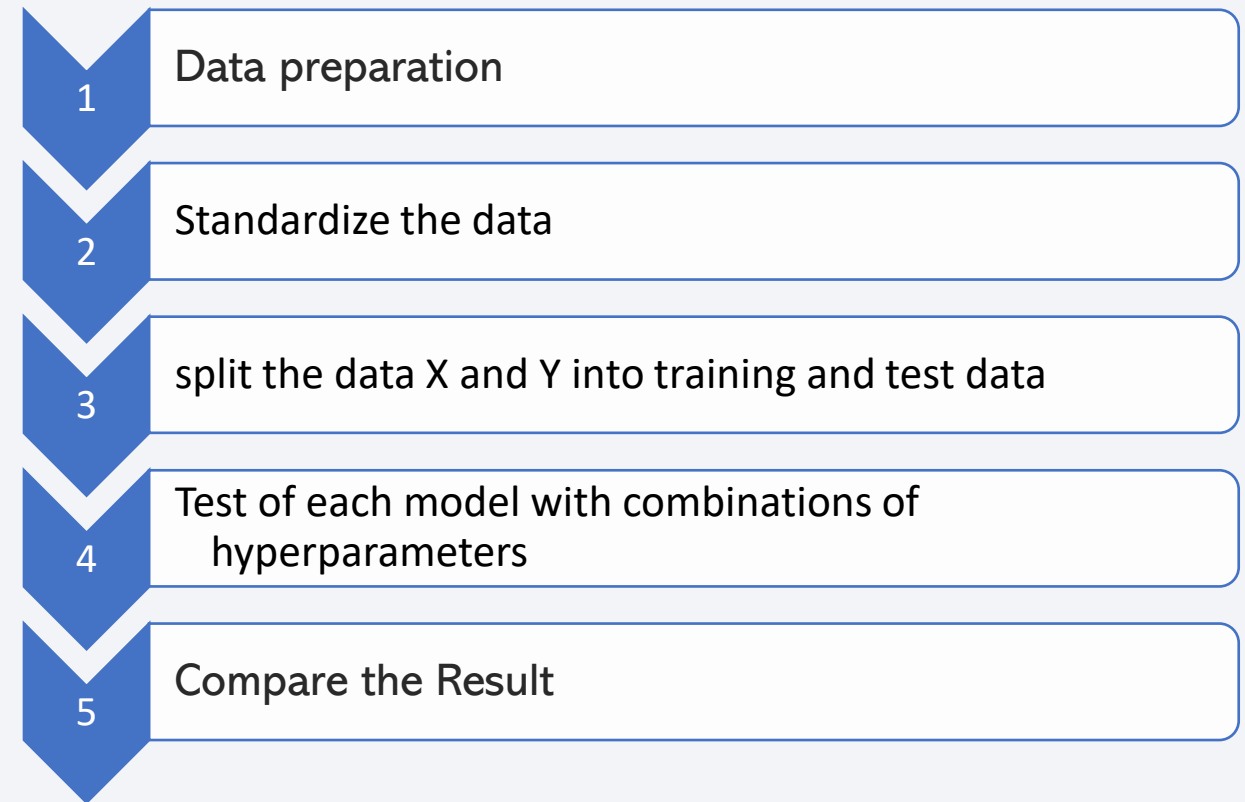 1
Data preparation
2
Standardize the data
3
split the data X and Y into training and test data
4
Test of each model with combinations of
hyperparameters
5
Compare the Result